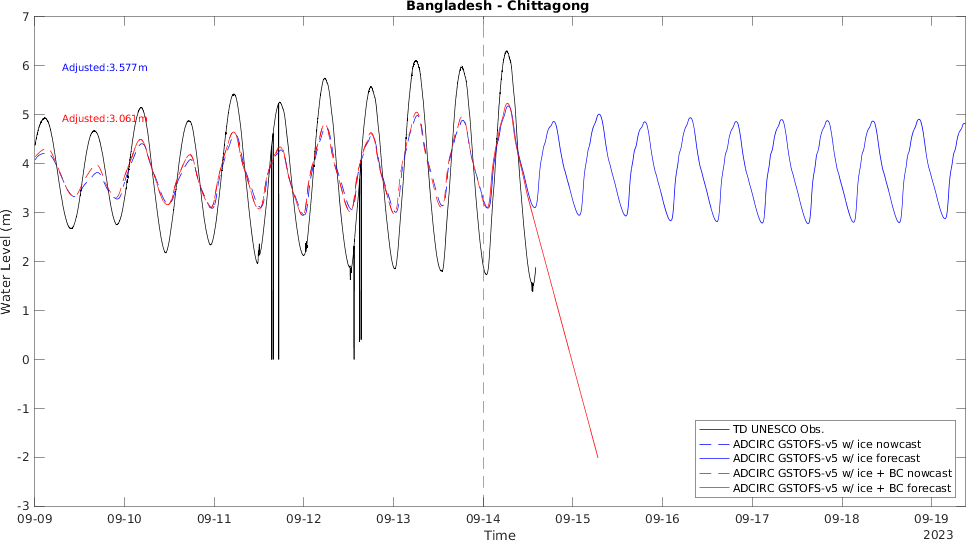 Bangladesh - Chittagong
7
6
5
4
3
2
1
0
-1
-2
-3
Water Level (m)
Adjusted:3.577m
Adjusted:3.061m
TD UNESCO Obs.
ADCIRC GSTOFS-v5 w/ ice nowcast
ADCIRC GSTOFS-v5 w/ ice forecast
ADCIRC GSTOFS-v5 w/ ice + BC nowcast
ADCIRC GSTOFS-v5 w/ ice + BC forecast
09-09 09-10 09-11 09-12 09-13 09-14 09-15 09-16 09-17 09-18 09-19
Time
2023